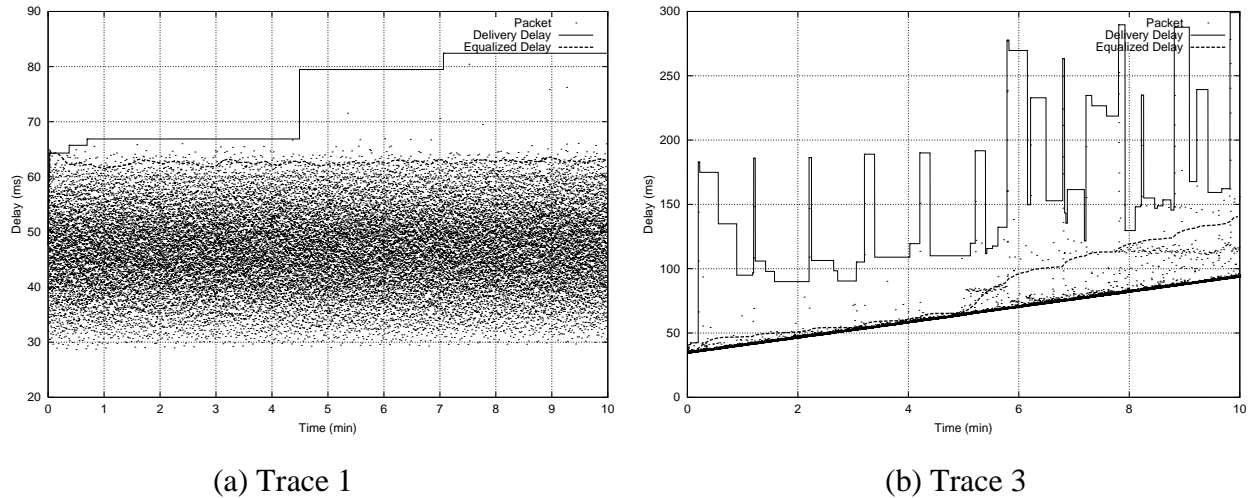 90
80
70
60
50
40
30
20
Delay (ms)
0 1 2 3 4 5 6 7 8 9 10
Time (min)
Packet
Delivery Delay
Equalized Delay
(a) Trace 1
300
250
200
150
100
50
0
Delay (ms)
0 2 4 6 8 10
Time (min)
Packet
Delivery Delay
Equalized Delay
(b) Trace 3